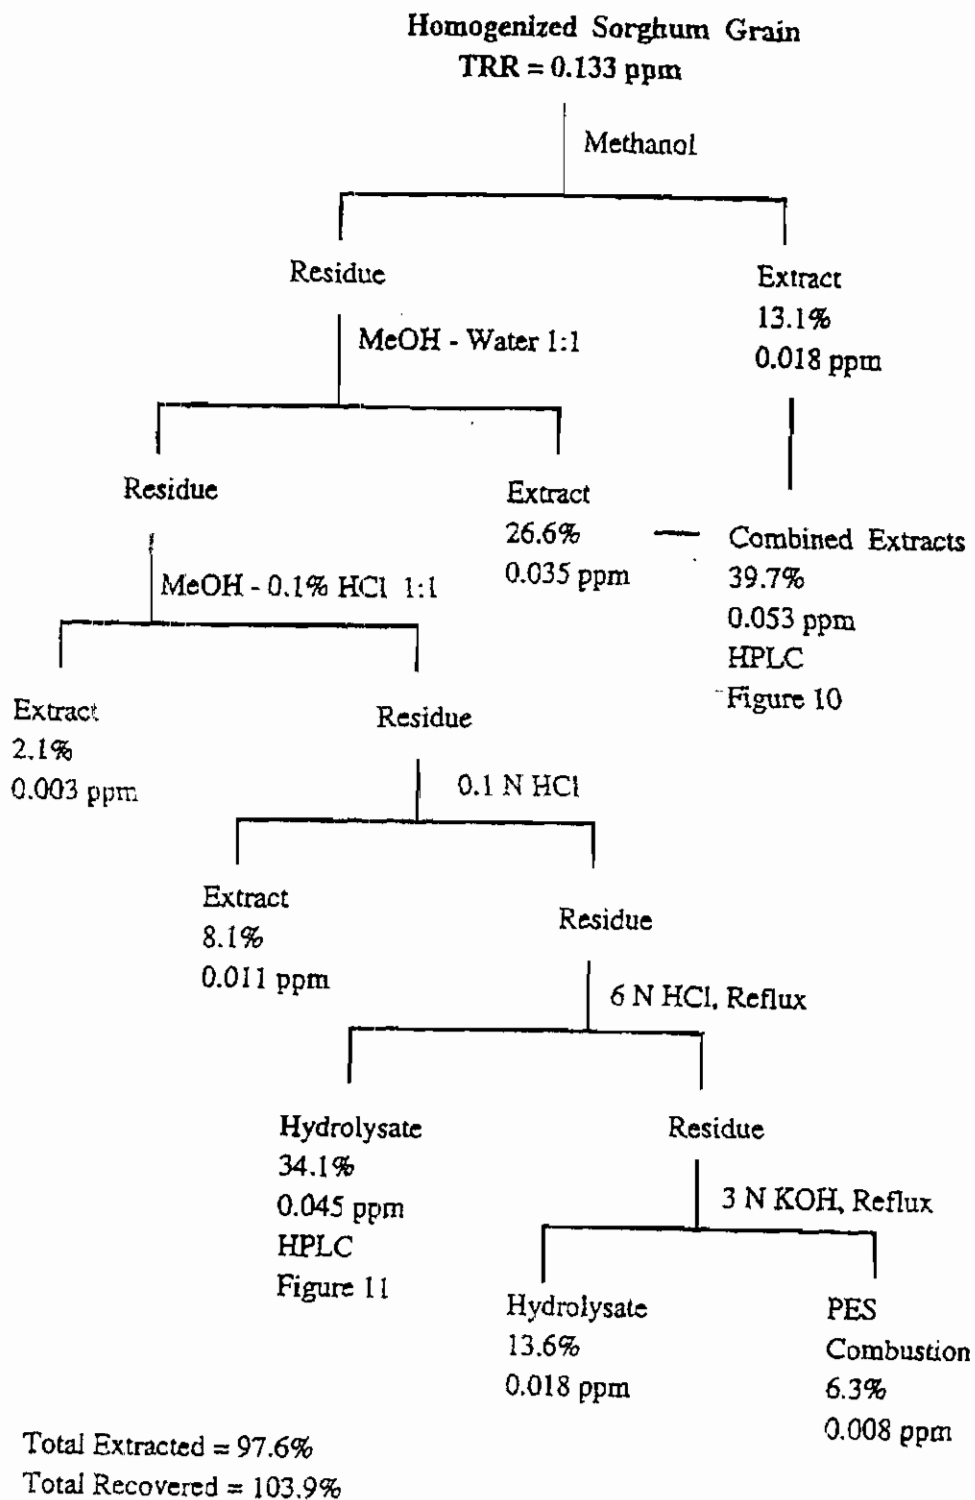 Homogenized Sorghum Grain
TRR = 0.133 ppm
Methanol
Residue
Extract
13.1%
0.018 ppm
MeOH - Water 1:1
Residue
Extract
26.6%
0.035 ppm
Combined Extracts
39.7%
0.053 ppm
HPLC
Figure 10
MeOH - 0.1% HCl 1:1
Extract
2.1%
0.003 ppm
Residue
0.1 N HCl
Extract
8.1%
0.011 ppm
Residue
6 N HCl, Reflux
Hydrolysate
34.1%
0.045 ppm
HPLC
Figure 11
Residue
3 N KOH, Reflux
Hydrolysate
13.6%
0.018 ppm
PES
Combustion
6.3%
0.008 ppm
Total Extracted = 97.6%
Total Recovered = 103.9%